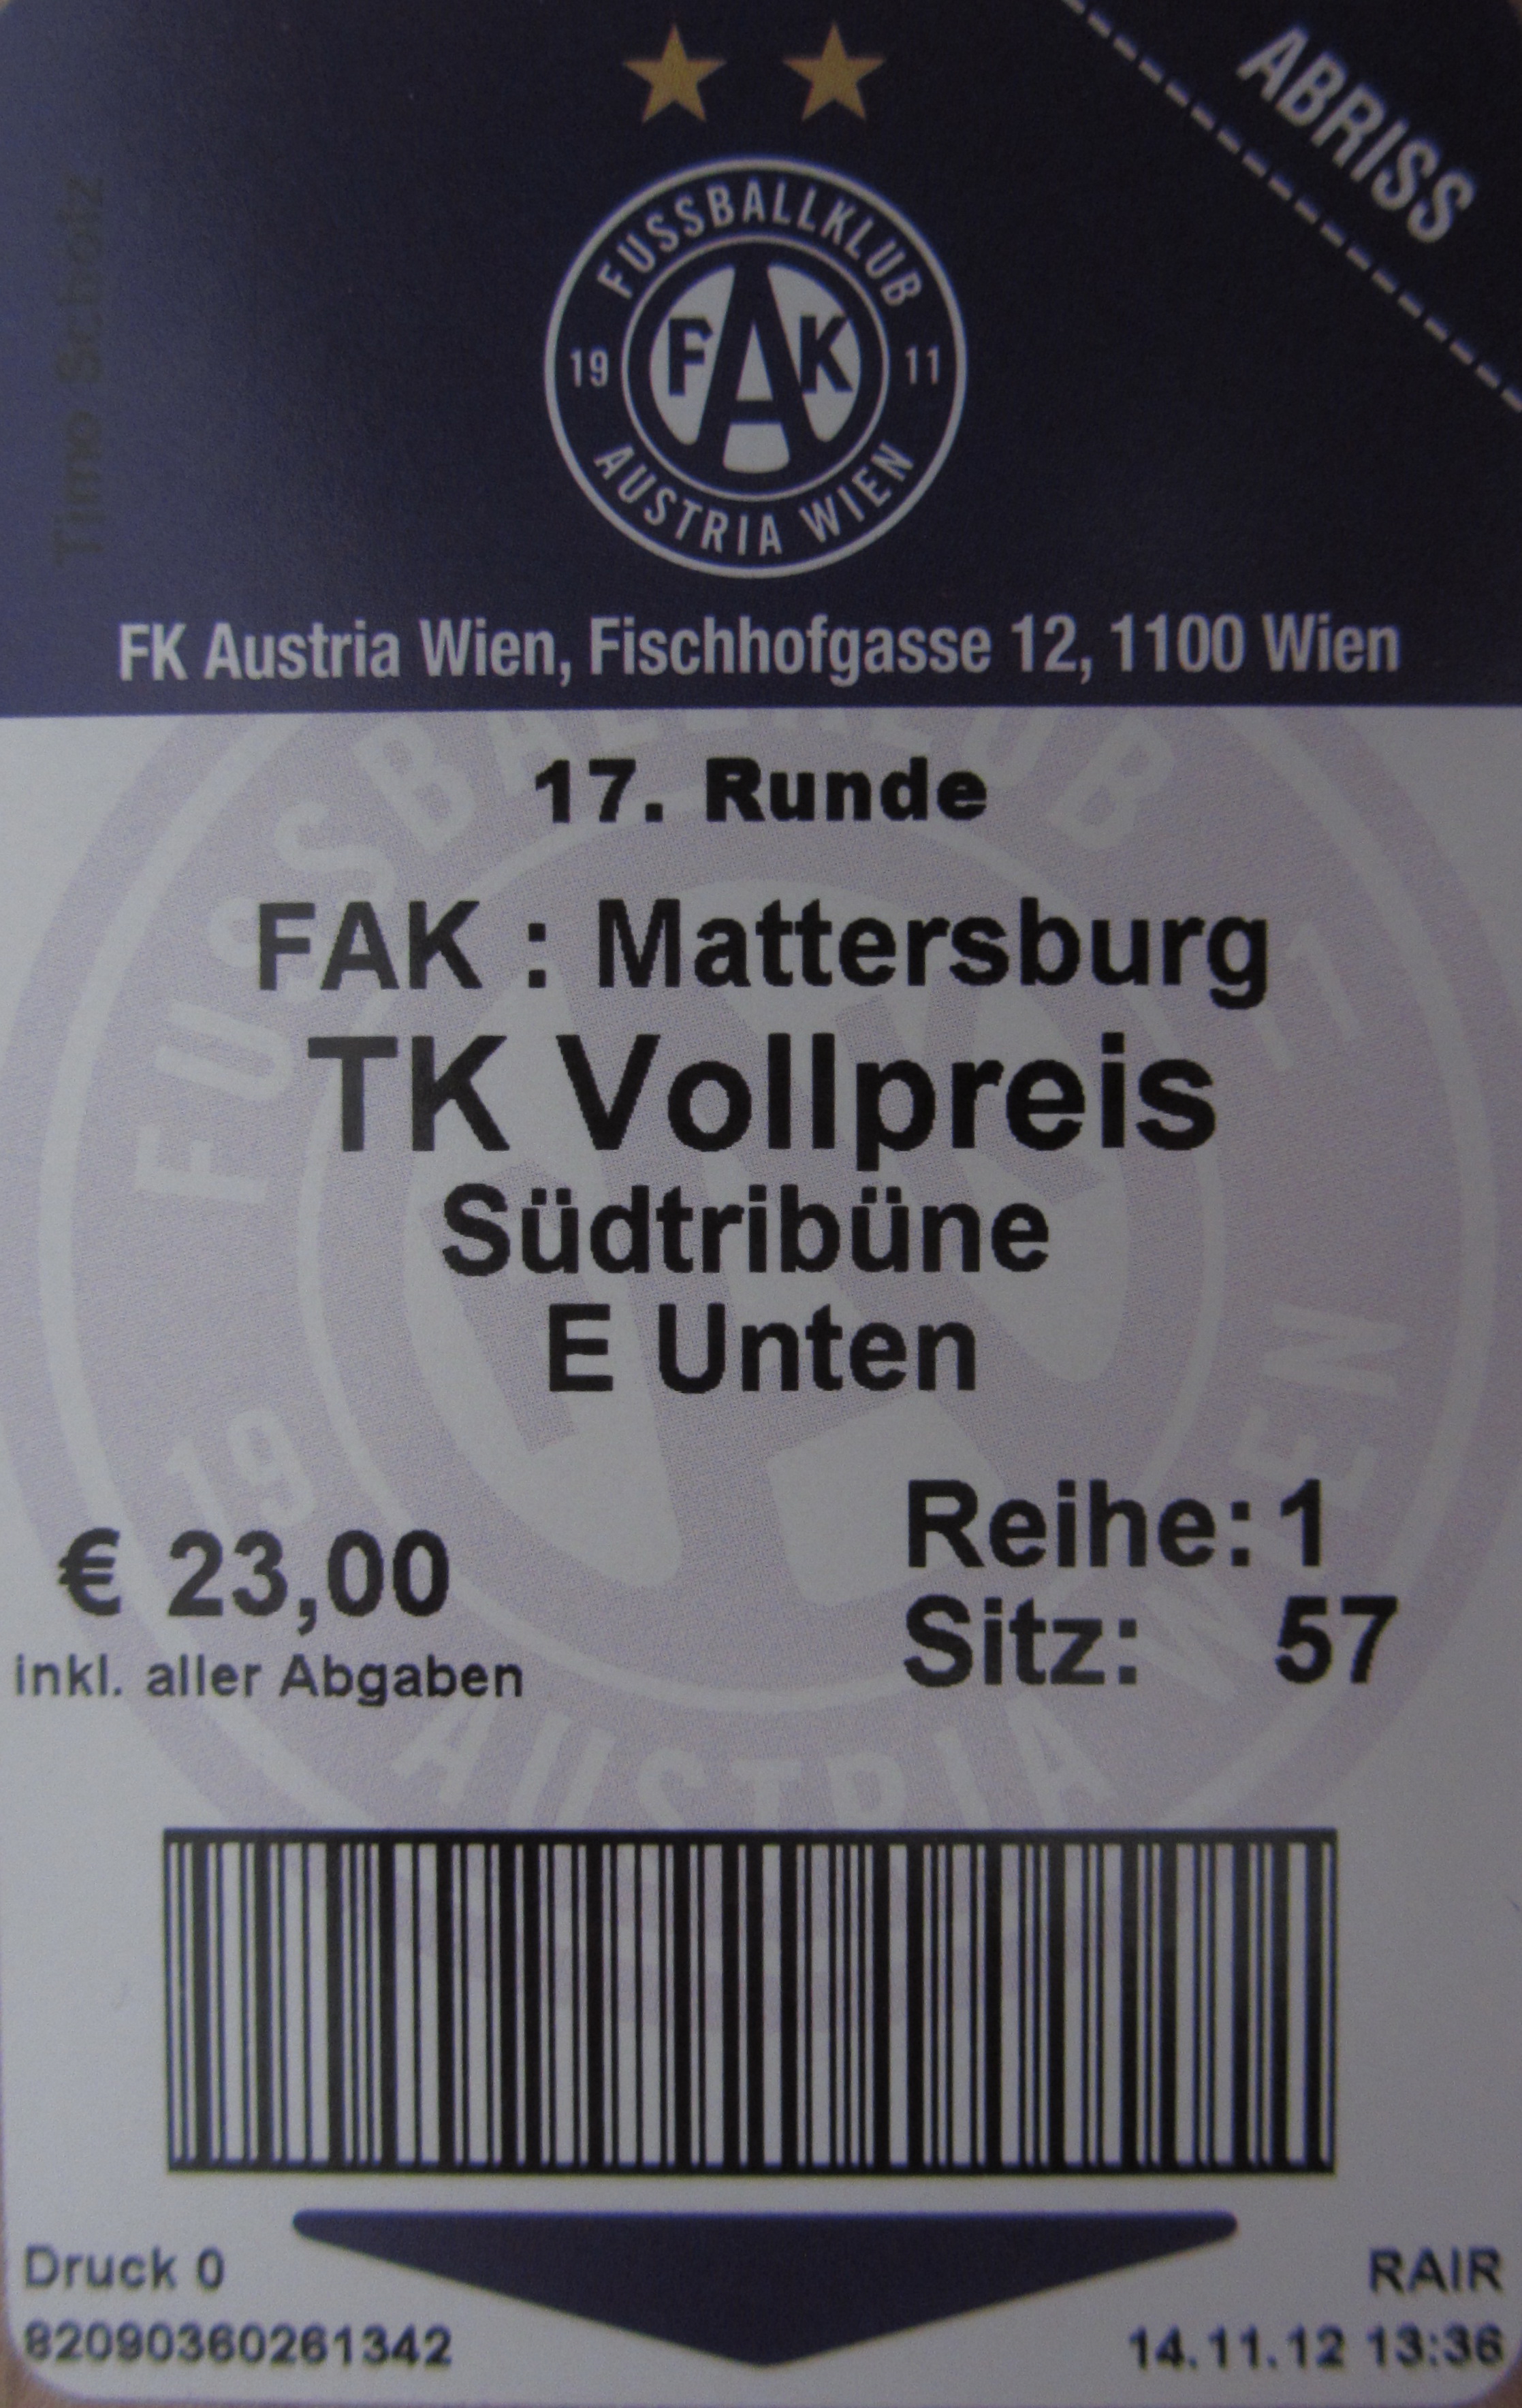 ABRISS
FUSSBALLKLUB
19 FAK 11
AUSTRIA WIEN
Timo Scholz
FK Austria Wien, Fischhofgasse 12, 1100 Wien
17. Runde
FAK : Mattersburg
TK Vollpreis
Südtribüne
E Unten
Reihe: 1
€ 23,00
Sitz: 57
inkl. aller Abgaben
Druck 0
RAIR
82090360261342
14.11.12 13:36